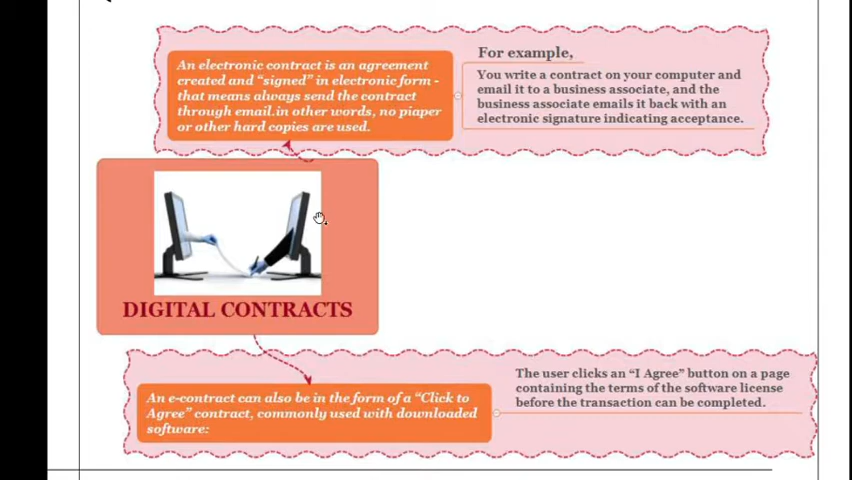 An electronic contract is an agreement
created and “signed” in electronic form -
that means always send the contract
through email.in other words, no piaper
or other hard copies are used.
For example,
You write a contract on your computer and
email it to a business associate, and the
business associate emails it back with an
electronic signature indicating acceptance.
DIGITAL CONTRACTS
An e-contract can also be in the form of a “Click to
Agree” contract, commonly used with downloaded
software:
The user clicks an “I Agree” button on a page
containing the terms of the software license
before the transaction can be completed.